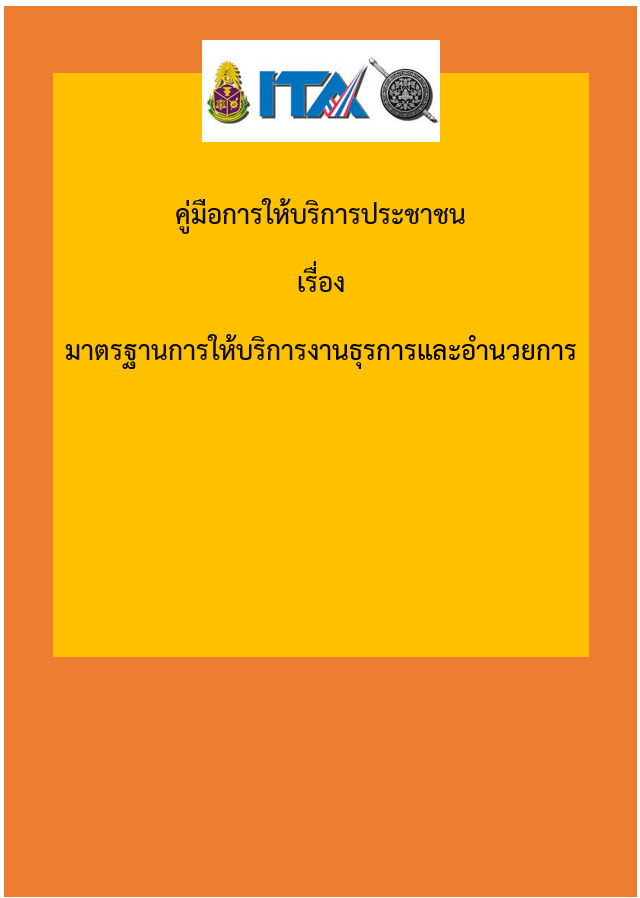 ITA
คู่มือการให้บริการประชาชน
เรื่อง
มาตรฐานการให้บริการงานธุรการและอำนวยการ